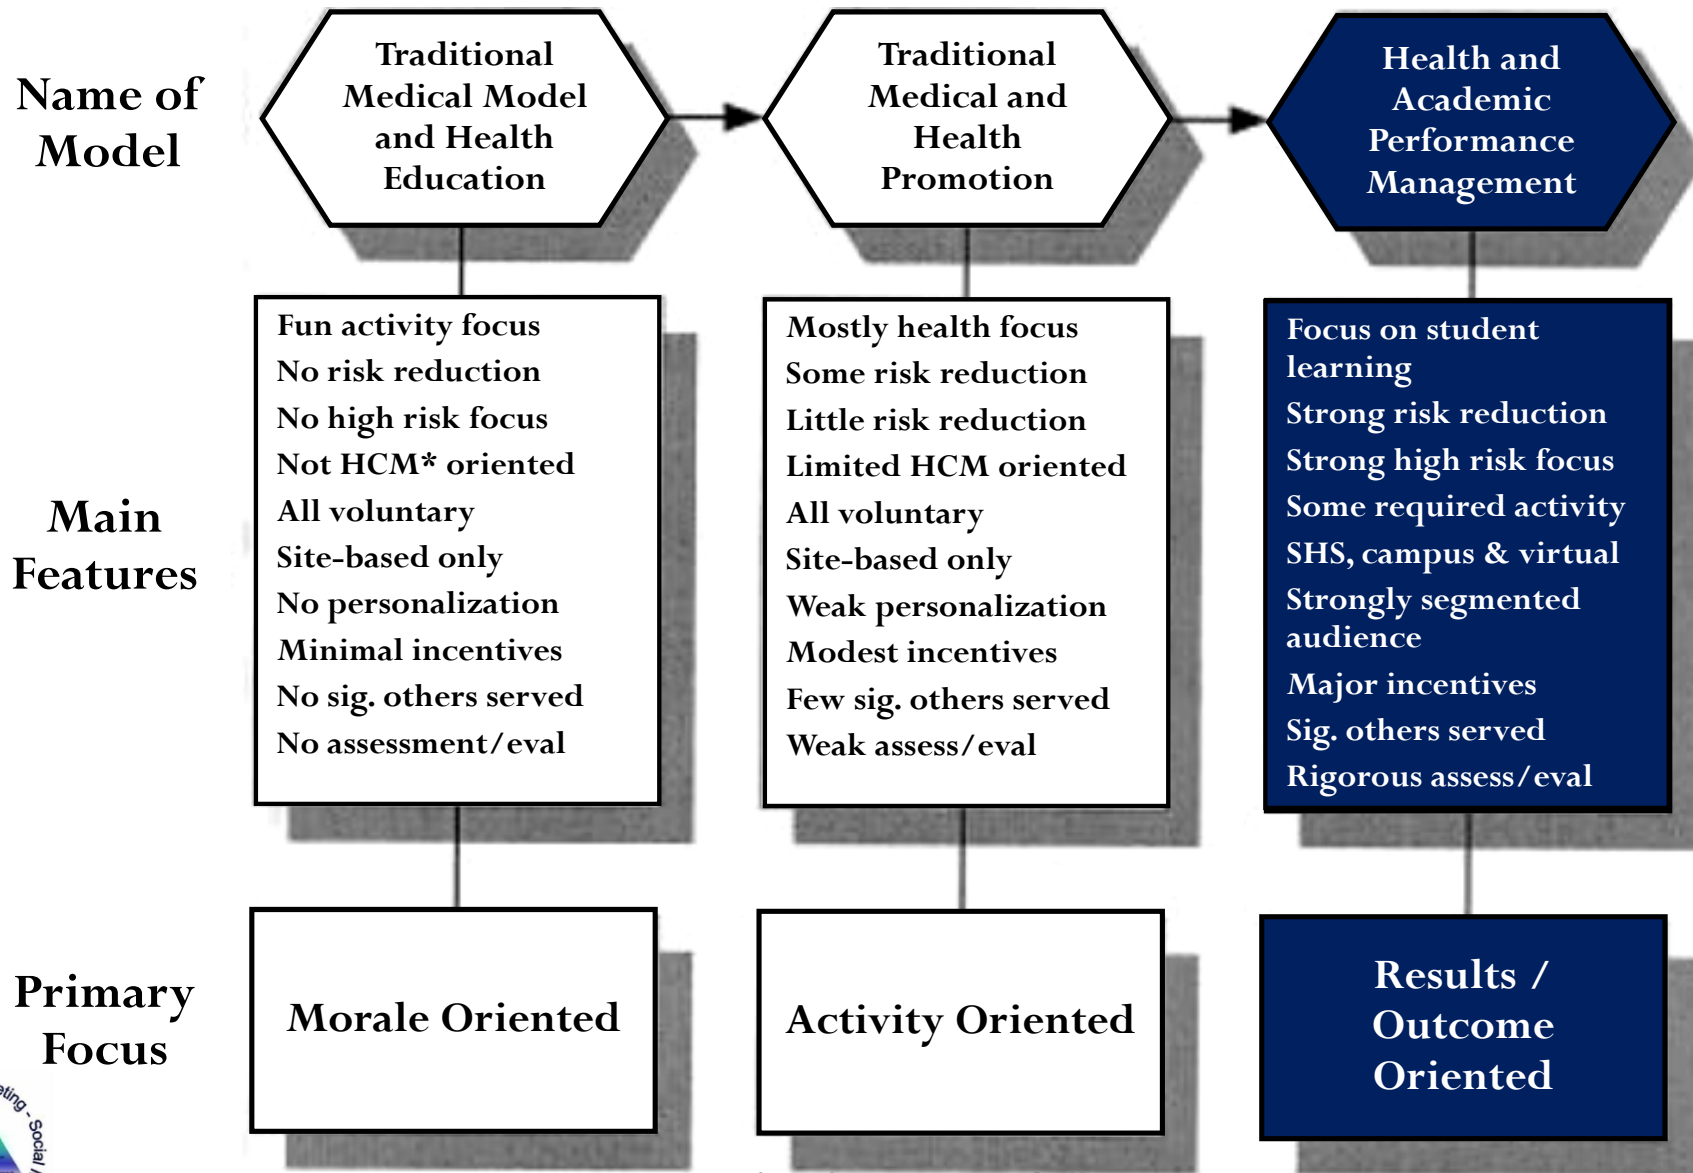 Name of
Model
Traditional
Medical Model
and Health
Education
Traditional
Medical and
Health
Promotion
Health and
Academic
Performance
Management
Main
Features
Fun activity focus
No risk reduction
No high risk focus
Not HCM* oriented
All voluntary
Site-based only
No personalization
Minimal incentives
No sig. others served
No assessment/eval
Mostly health focus
Some risk reduction
Little risk reduction
Limited HCM oriented
All voluntary
Site-based only
Weak personalization
Modest incentives
Few sig. others served
Weak assess/eval
Focus on student
learning
Strong risk reduction
Strong high risk focus
Some required activity
SHS, campus & virtual
Strongly segmented
audience
Major incentives
Sig. others served
Rigorous assess/eval
Primary
Focus
Morale Oriented
Activity Oriented
Results /
Outcome
Oriented
- Social